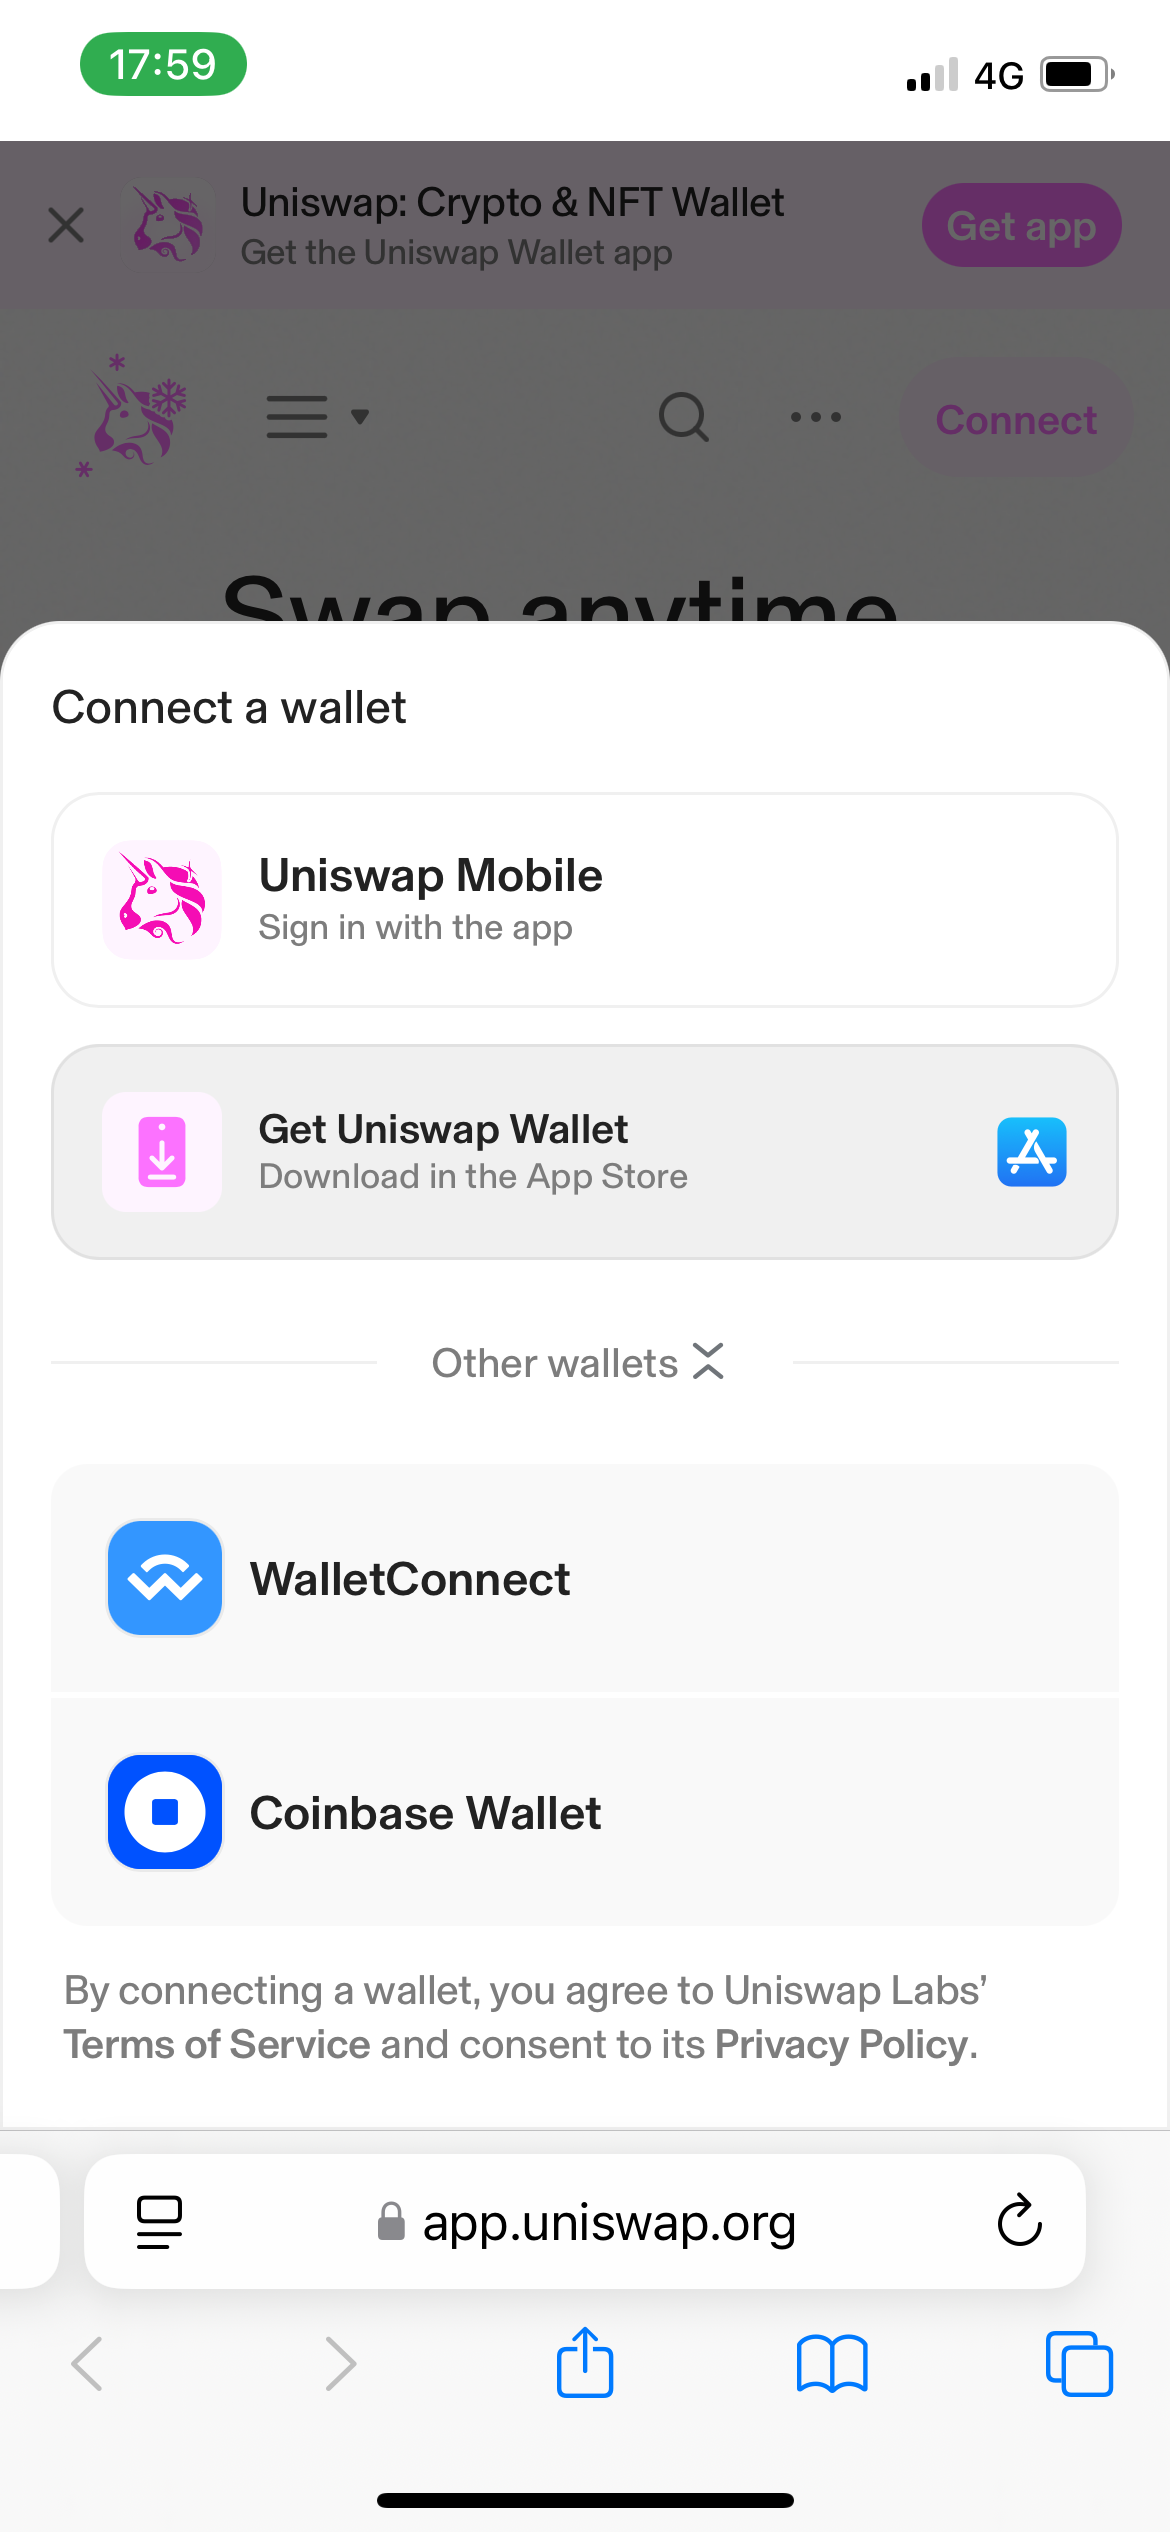 17:59
4G
Uniswap: Crypto & NFT Wallet
Get the Uniswap Wallet app
Get app
Connect
Swap anytime
Connect a wallet
Uniswap Mobile
Sign in with the app
Get Uniswap Wallet
Download in the App Store
Other wallets
WalletConnect
Coinbase Wallet
By connecting a wallet, you agree to Uniswap Labs’
Terms of Service and consent to its Privacy Policy.
app.uniswap.org